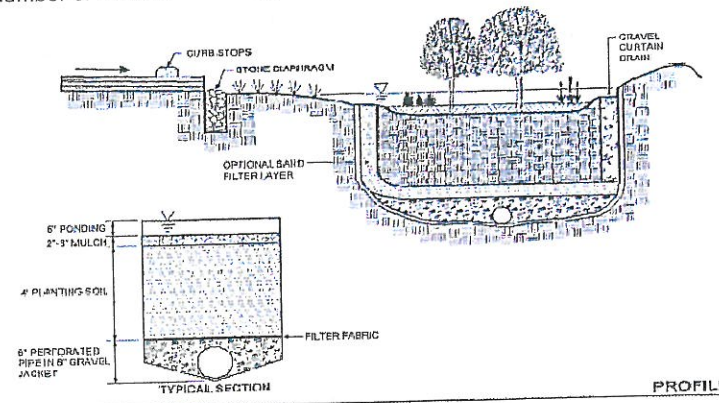 CURB STOPS
STONE DIAPHRAGM
GRAVEL
CURTAIN
DRAIN
OPTIONAL SAND
FILTER LAYER
6" PONDING
2"-3" MULCH
4' PLANTING SOIL
FILTER FABRIC
6" PERFORATED
PIPE IN 8" GRAVEL
JACKET
TYPICAL SECTION